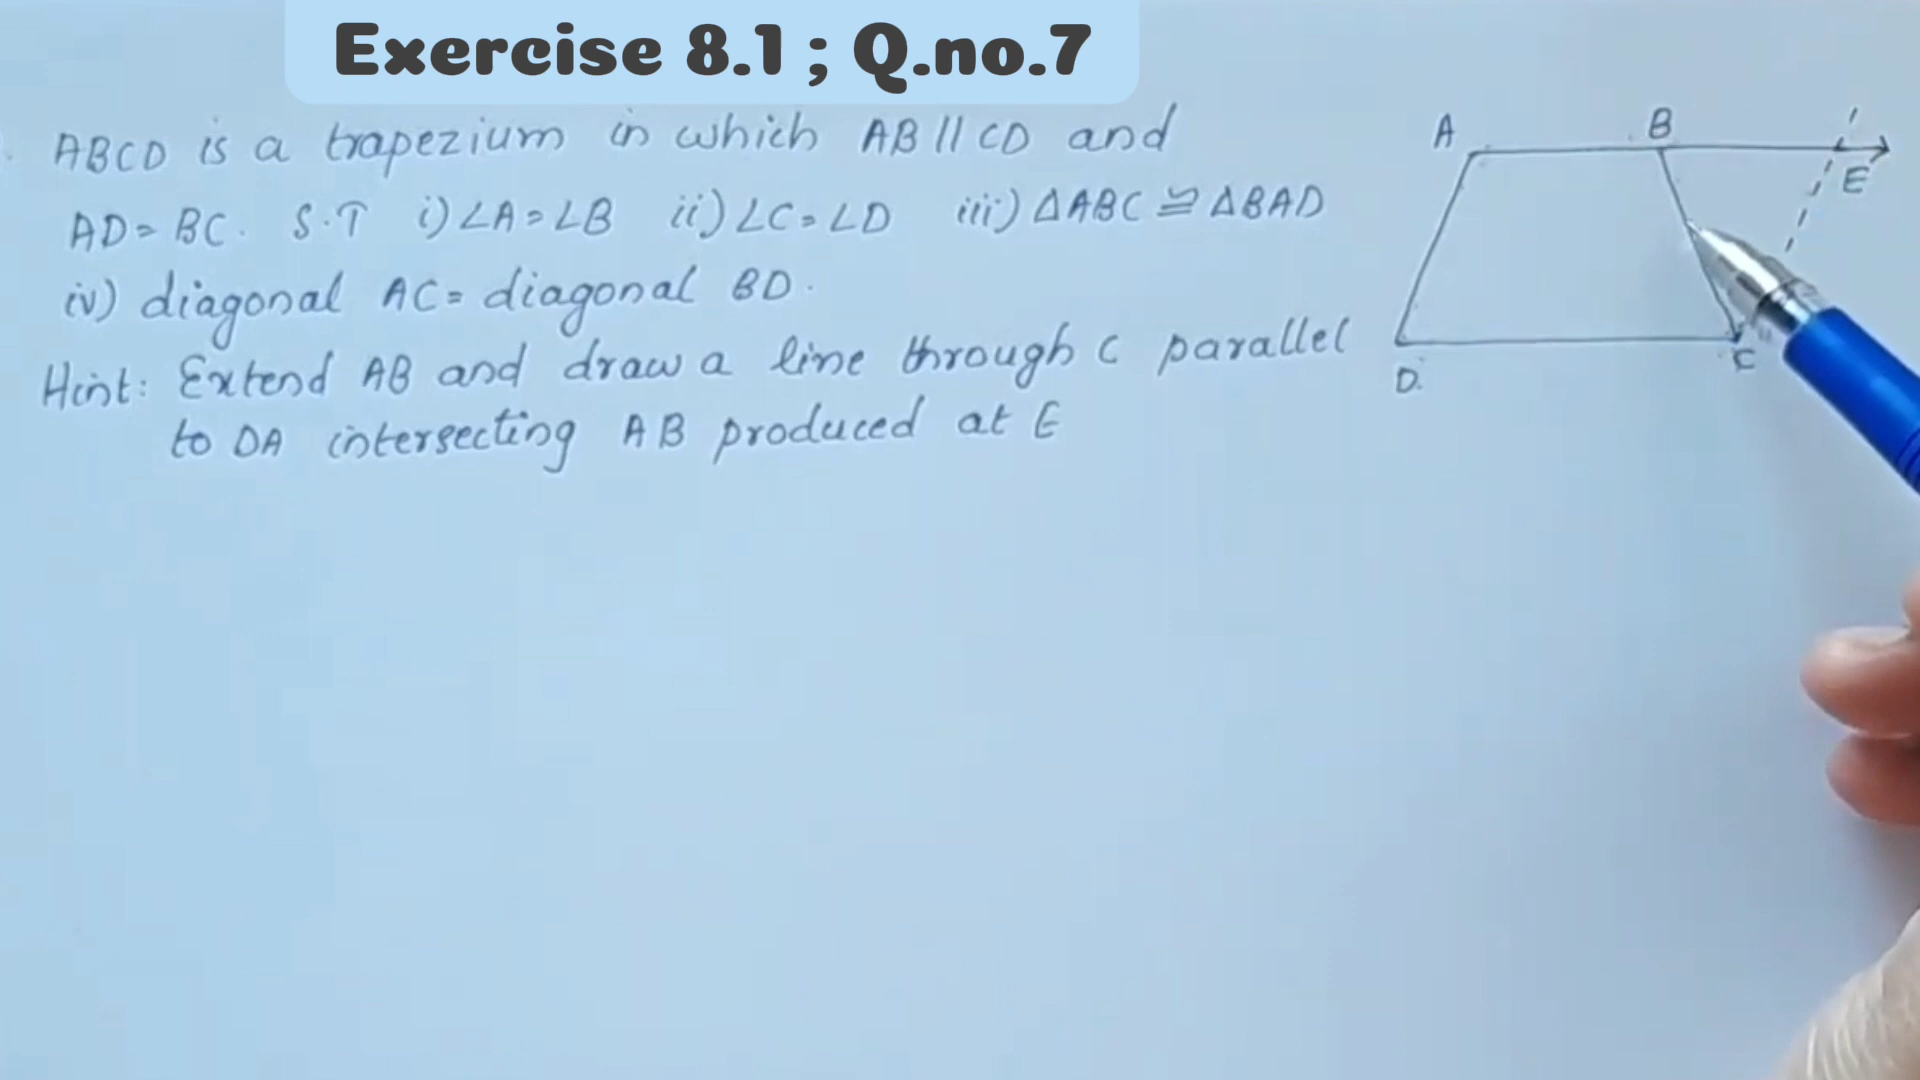 Exercise 8.1 ; Q.no.7
ABCD is a trapezium in which AB || CD and
AD = BC. S.T i) ∠A = ∠B ii) ∠C = ∠D iii) ΔABC ≅ ΔBAD
iv) diagonal AC = diagonal BD.
Hint: Extend AB and draw a line through C parallel
to DA intersecting AB produced at E
A B
E
D. C